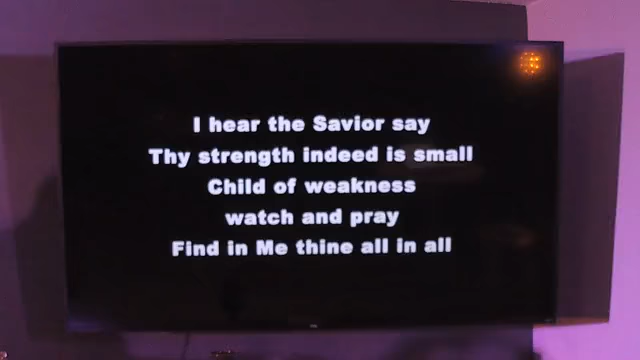 I hear the Savior say
Thy strength indeed is small
Child of weakness
watch and pray
Find in Me thine all in all